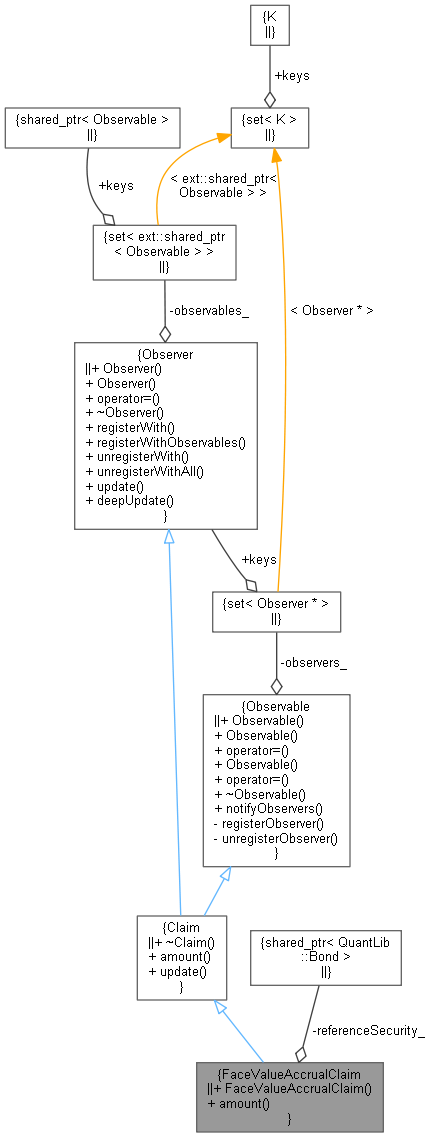 {K
||}
+keys
{shared_ptr< Observable >
||}
{set< K >
||}
+keys
< ext::shared_ptr<
Observable > >
{set< ext::shared_ptr
< Observable > >
||}
-observables_
< Observer * >
{Observer
||+ Observer()
+ Observer()
+ operator=()
+ ~Observer()
+ registerWith()
+ registerWithObservables()
+ unregisterWith()
+ unregisterWithAll()
+ update()
+ deepUpdate()
}
+keys
{set< Observer * >
||}
-observers_
{Observable
||+ Observable()
+ Observable()
+ operator=()
+ Observable()
+ operator=()
+ ~Observable()
+ notifyObservers()
- registerObserver()
- unregisterObserver()
}
{Claim
||+ ~Claim()
+ amount()
+ update()
}
{shared_ptr< QuantLib
::Bond >
||}
-referenceSecurity_
{FaceValueAccrualClaim
||+ FaceValueAccrualClaim()
+ amount()
}